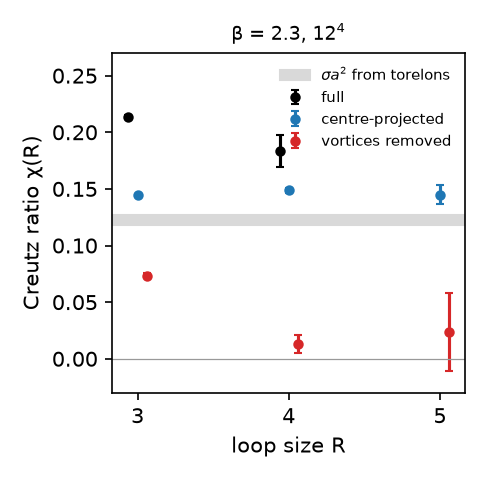 β = 2.3, 12⁴
σa² from torelons
full
centre-projected
vortices removed
Creutz ratio χ(R)
0.25
0.20
0.15
0.10
0.05
0.00
3 4 5
loop size R